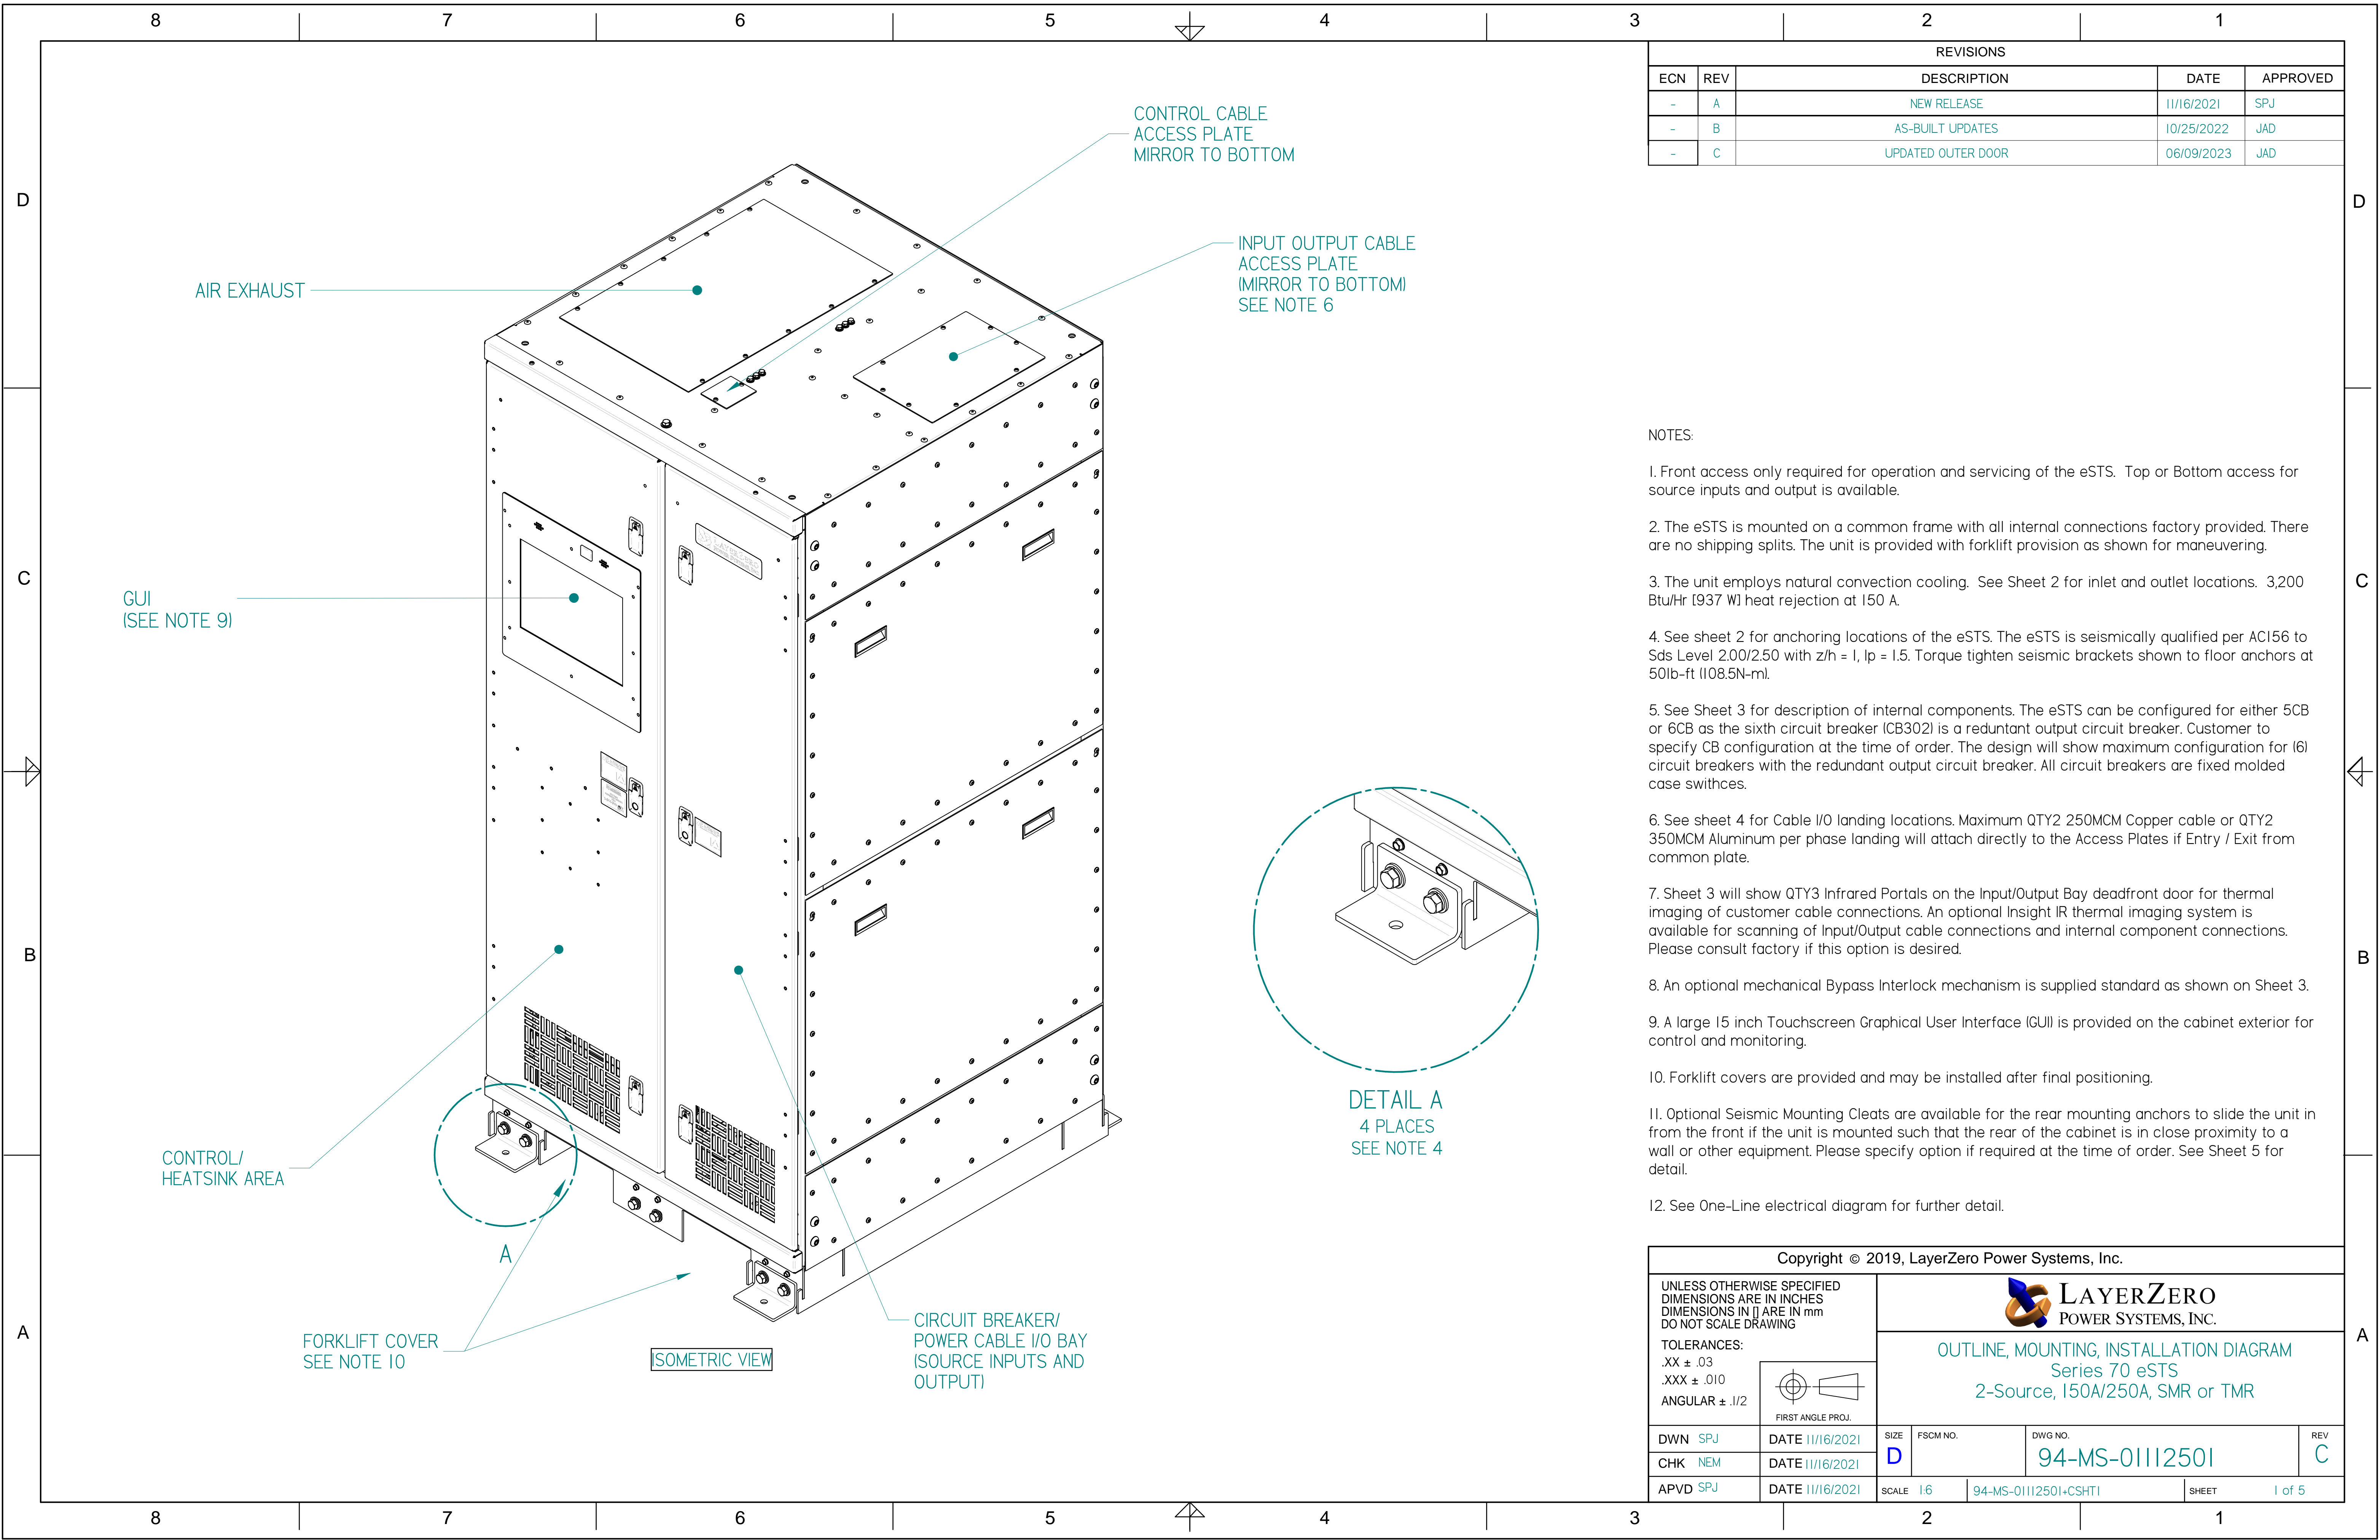 8 7 6 5 4 3 2 1
REVISIONS
ECN REV DESCRIPTION DATE APPROVED
- A NEW RELEASE 11/16/2021 SPJ
- B AS-BUILT UPDATES 10/25/2022 JAD
- C UPDATED OUTER DOOR 06/09/2023 JAD
D
D
C
C
B
B
A
A
CONTROL CABLE
ACCESS PLATE
MIRROR TO BOTTOM
INPUT OUTPUT CABLE
ACCESS PLATE
(MIRROR TO BOTTOM)
SEE NOTE 6
AIR EXHAUST
GUI
(SEE NOTE 9)
LAYERZERO
CONTROL/
HEATSINK AREA
A
FORKLIFT COVER
SEE NOTE 10
ISOMETRIC VIEW
CIRCUIT BREAKER/
POWER CABLE I/O BAY
(SOURCE INPUTS AND
OUTPUT)
DETAIL A
4 PLACES
SEE NOTE 4
NOTES:
1. Front access only required for operation and servicing of the eSTS. Top or Bottom access for
source inputs and output is available.
2. The eSTS is mounted on a common frame with all internal connections factory provided. There
are no shipping splits. The unit is provided with forklift provision as shown for maneuvering.
3. The unit employs natural convection cooling. See Sheet 2 for inlet and outlet locations. 3,200
Btu/Hr [937 W] heat rejection at 150 A.
4. See sheet 2 for anchoring locations of the eSTS. The eSTS is seismically qualified per AC156 to
Sds Level 2.00/2.50 with z/h = 1, Ip = 1.5. Torque tighten seismic brackets shown to floor anchors at
50lb-ft (108.5N-m).
5. See Sheet 3 for description of internal components. The eSTS can be configured for either 5CB
or 6CB as the sixth circuit breaker (CB302) is a reduntant output circuit breaker. Customer to
specify CB configuration at the time of order. The design will show maximum configuration for (6)
circuit breakers with the redundant output circuit breaker. All circuit breakers are fixed molded
case swithces.
6. See sheet 4 for Cable I/O landing locations. Maximum QTY2 250MCM Copper cable or QTY2
350MCM Aluminum per phase landing will attach directly to the Access Plates if Entry / Exit from
common plate.
7. Sheet 3 will show QTY3 Infrared Portals on the Input/Output Bay deadfront door for thermal
imaging of customer cable connections. An optional Insight IR thermal imaging system is
available for scanning of Input/Output cable connections and internal component connections.
Please consult factory if this option is desired.
8. An optional mechanical Bypass Interlock mechanism is supplied standard as shown on Sheet 3.
9. A large 15 inch Touchscreen Graphical User Interface (GUI) is provided on the cabinet exterior for
control and monitoring.
10. Forklift covers are provided and may be installed after final positioning.
11. Optional Seismic Mounting Cleats are available for the rear mounting anchors to slide the unit in
from the front if the unit is mounted such that the rear of the cabinet is in close proximity to a
wall or other equipment. Please specify option if required at the time of order. See Sheet 5 for
detail.
12. See One-Line electrical diagram for further detail.
Copyright © 2019, LayerZero Power Systems, Inc.
UNLESS OTHERWISE SPECIFIED
DIMENSIONS ARE IN INCHES
DIMENSIONS IN [] ARE IN mm
DO NOT SCALE DRAWING
TOLERANCES:
.XX ± .03
.XXX ± .010
ANGULAR ± .1/2
FIRST ANGLE PROJ.
LAYERZERO
POWER SYSTEMS, INC.
OUTLINE, MOUNTING, INSTALLATION DIAGRAM
Series 70 eSTS
2-Source, 150A/250A, SMR or TMR
DWN SPJ DATE 11/16/2021
CHK NEM DATE 11/16/2021
APVD SPJ DATE 11/16/2021
SIZE D
FSCM NO.
DWG NO. 94-MS-01112501
REV C
SCALE 1:6 94-MS-01112501+CSHT1 SHEET 1 of 5
8 7 6 5 4 3 2 1